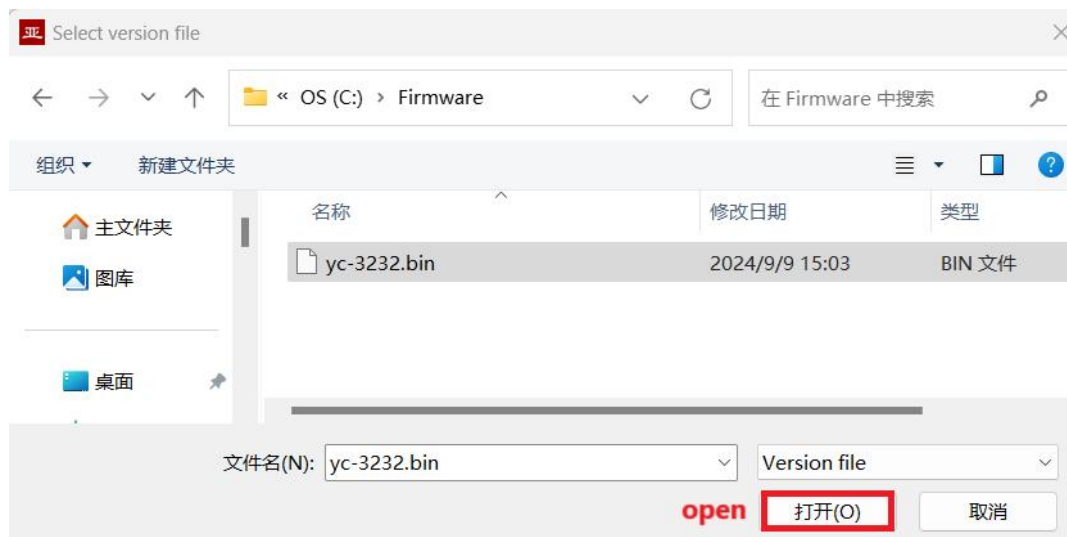 亚 Select version file
« OS (C:) › Firmware 在 Firmware 中搜索
组织 新建文件夹 ?
名称 修改日期 类型
主文件夹
yc-3232.bin 2024/9/9 15:03 BIN 文件
图库
桌面
文件名(N): yc-3232.bin Version file
open 打开(O) 取消